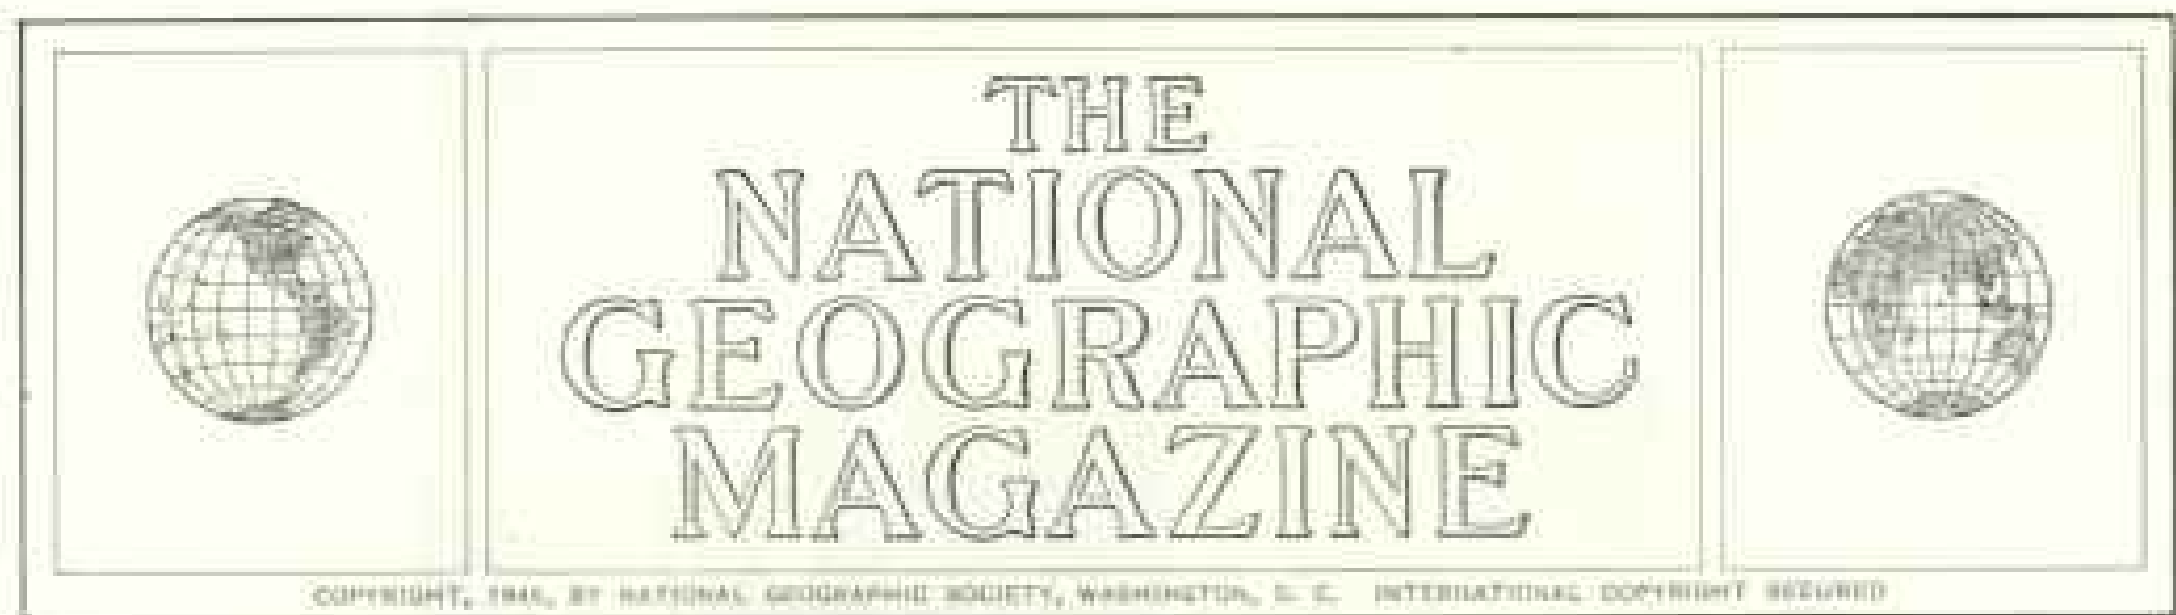 THE
NATIONAL
GEOGRAPHIC
MAGAZINE
COPYRIGHT, BY NATIONAL GEOGRAPHIC SOCIETY, WASHINGTON, D. C. INTERNATIONAL COPYRIGHT SECURED